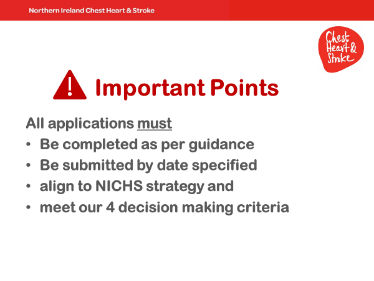 Northern Ireland Chest Heart & Stroke
Chest
Heart &
Stroke
Important Points
All applications must
• Be completed as per guidance
• Be submitted by date specified
• align to NICHS strategy and
• meet our 4 decision making criteria